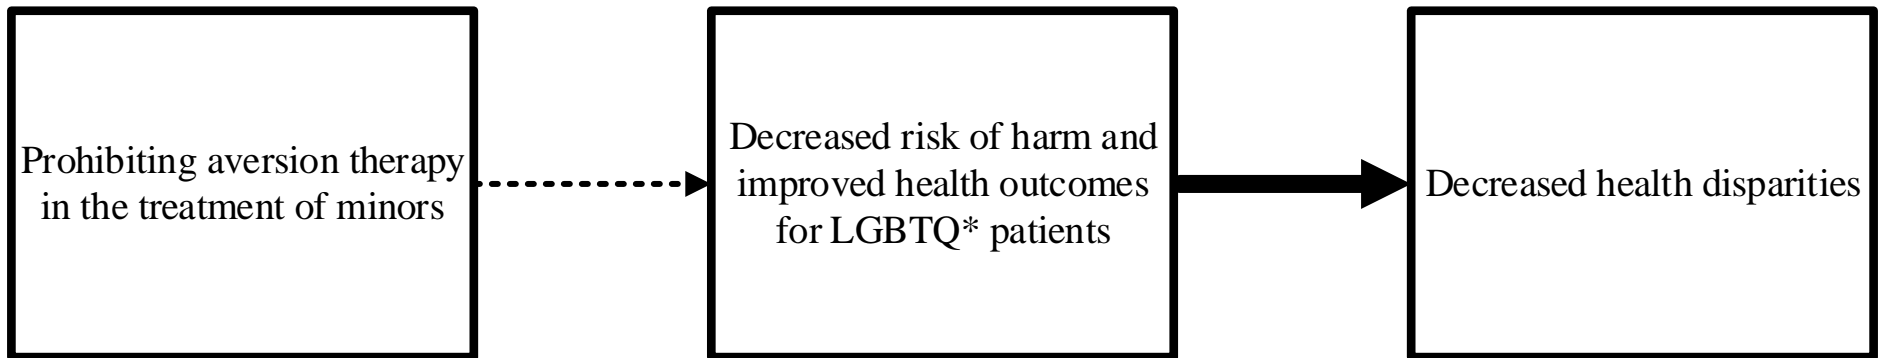 Prohibiting aversion therapy
in the treatment of minors
Decreased risk of harm and
improved health outcomes
for LGBTQ* patients
Decreased health disparities